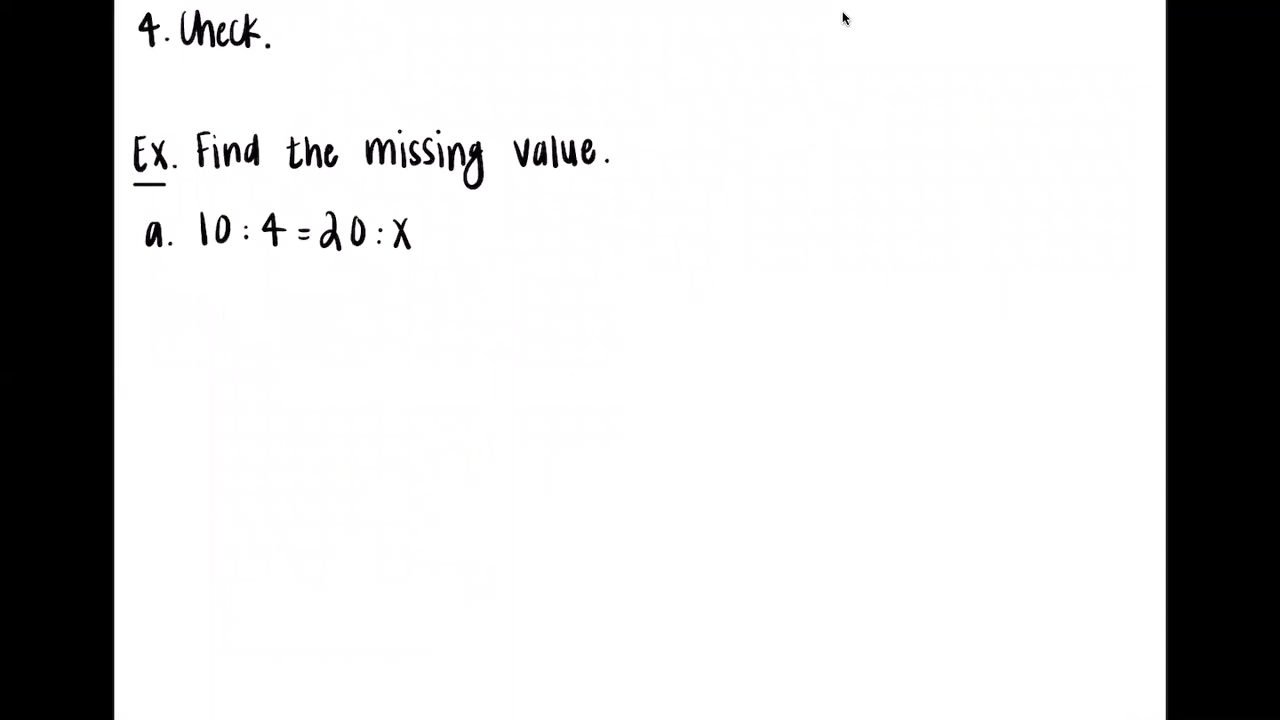 4. Check.
Ex. Find the missing value.
a. 10 : 4 = 20 : x